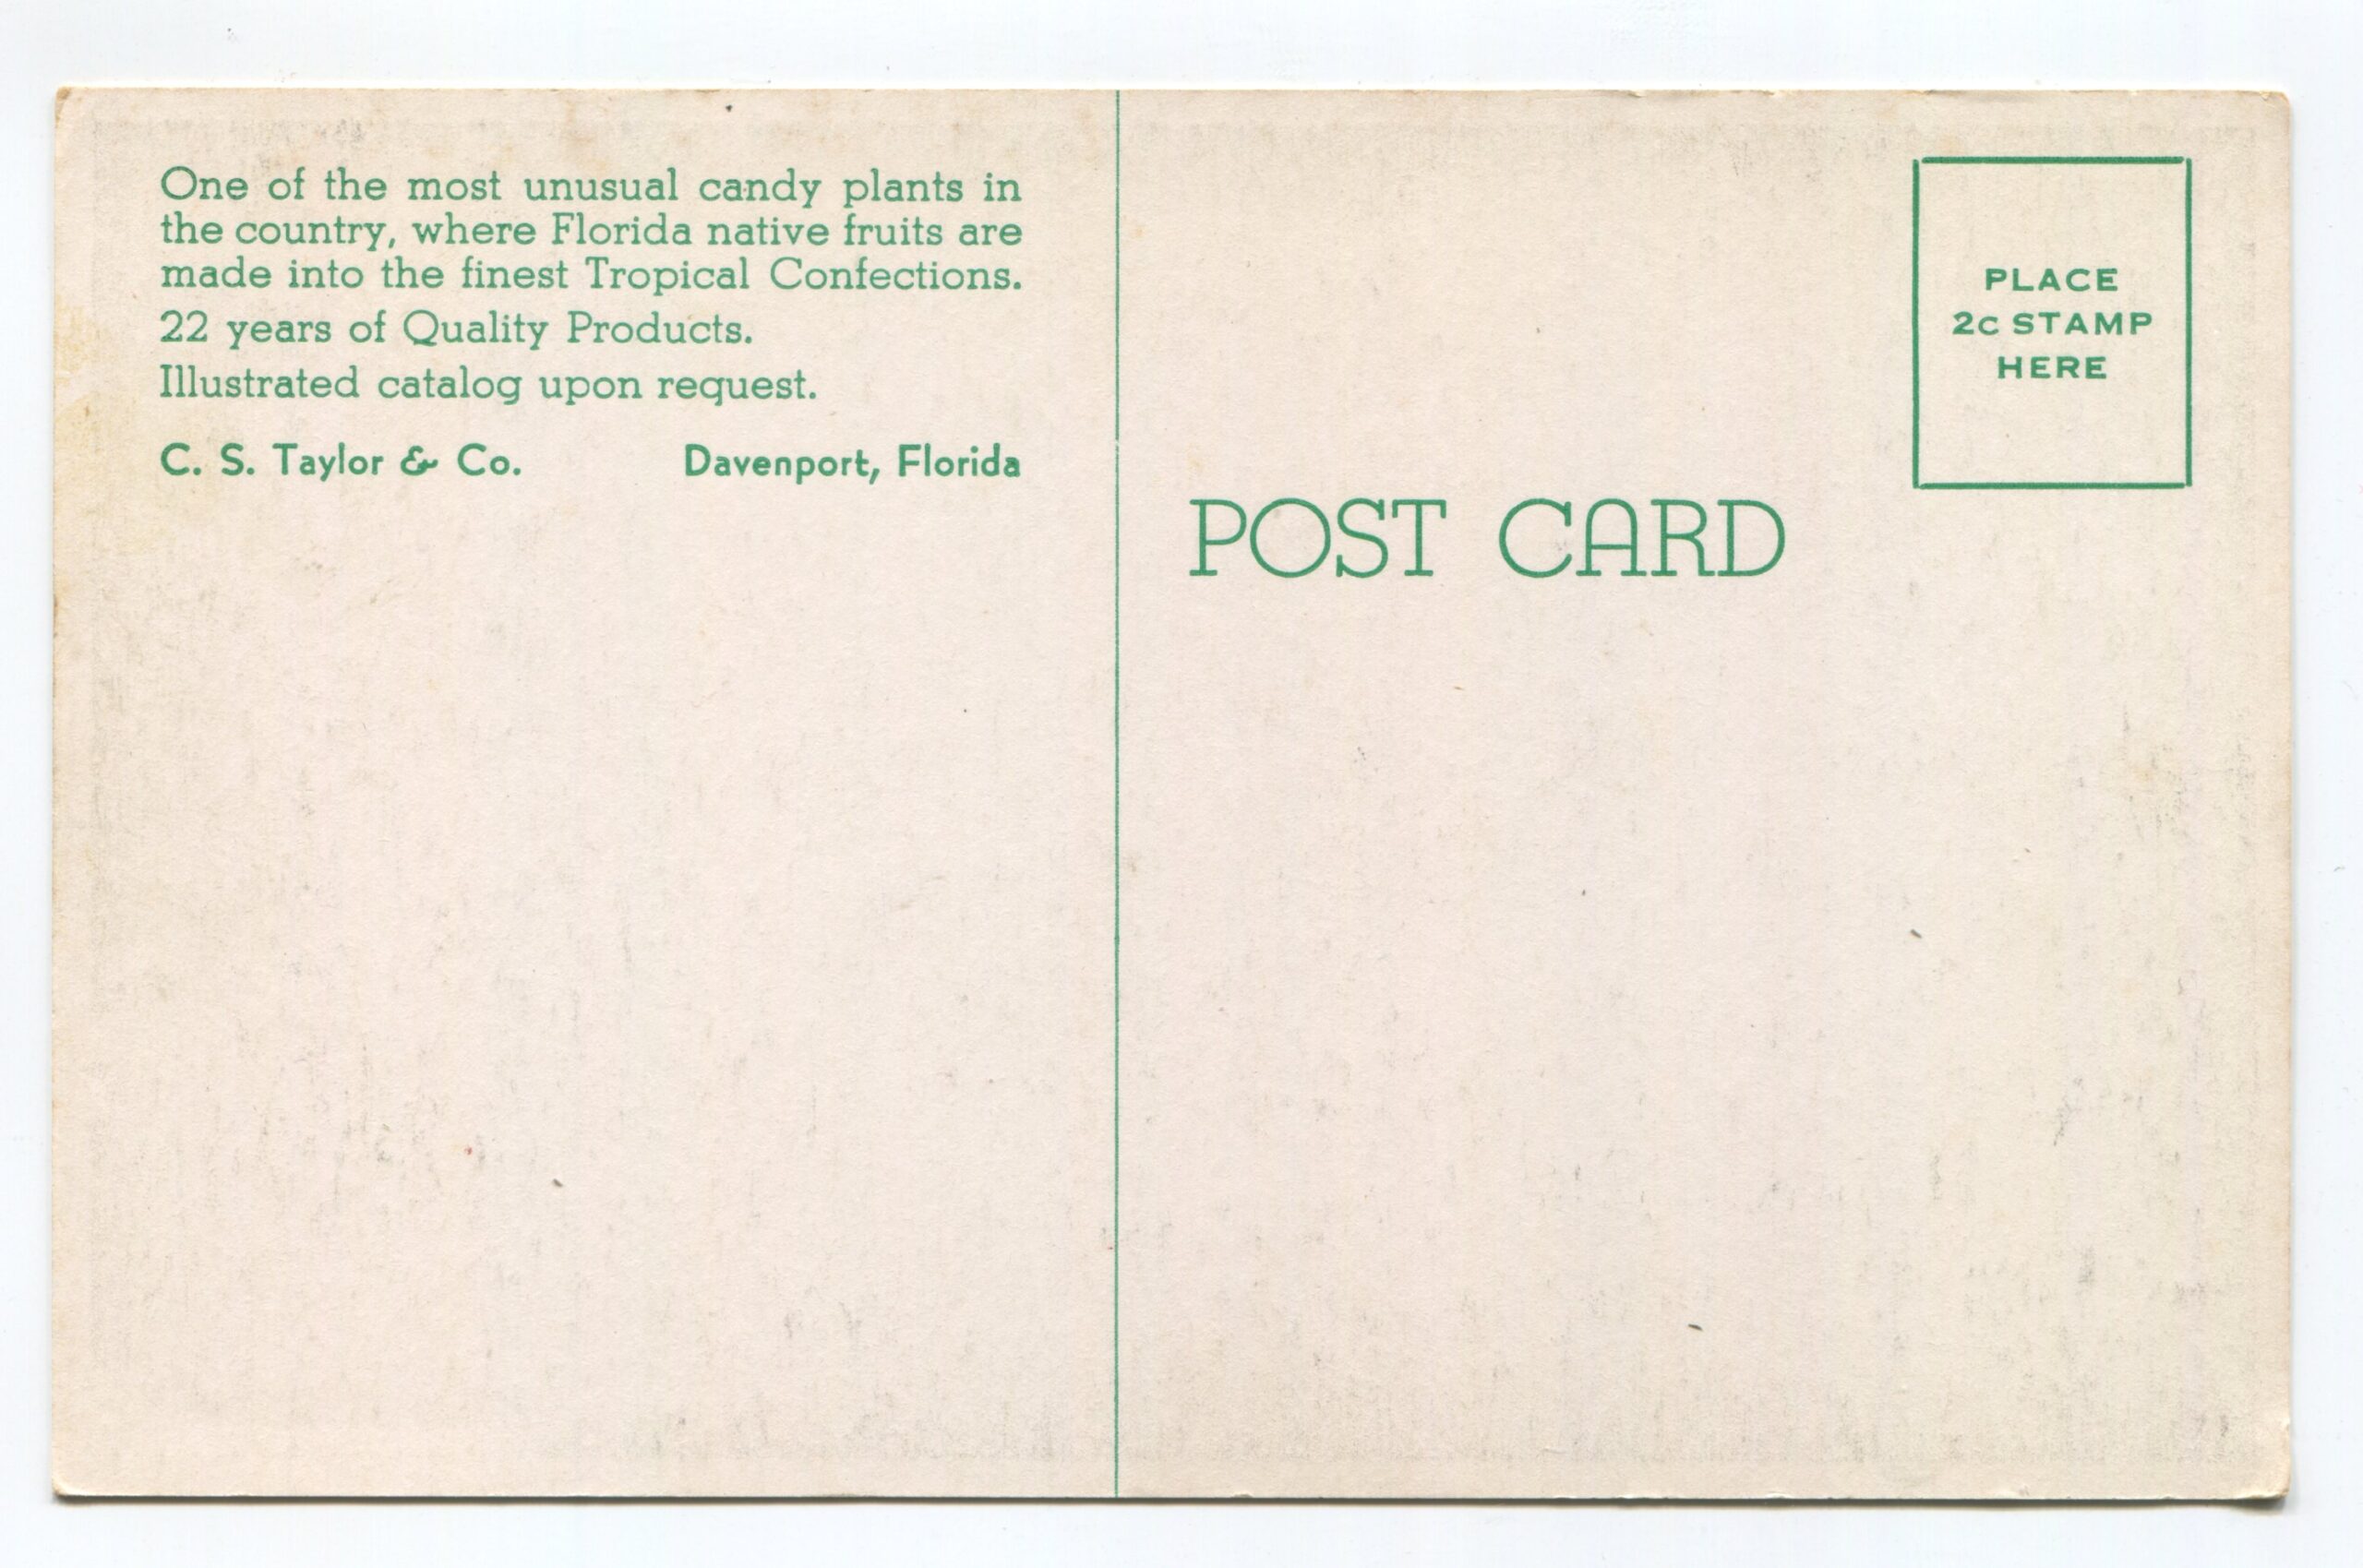 One of the most unusual candy plants in
the country, where Florida native fruits are
made into the finest Tropical Confections.
22 years of Quality Products.
Illustrated catalog upon request.
C. S. Taylor & Co. Davenport, Florida
PLACE
2c STAMP
HERE
POST CARD